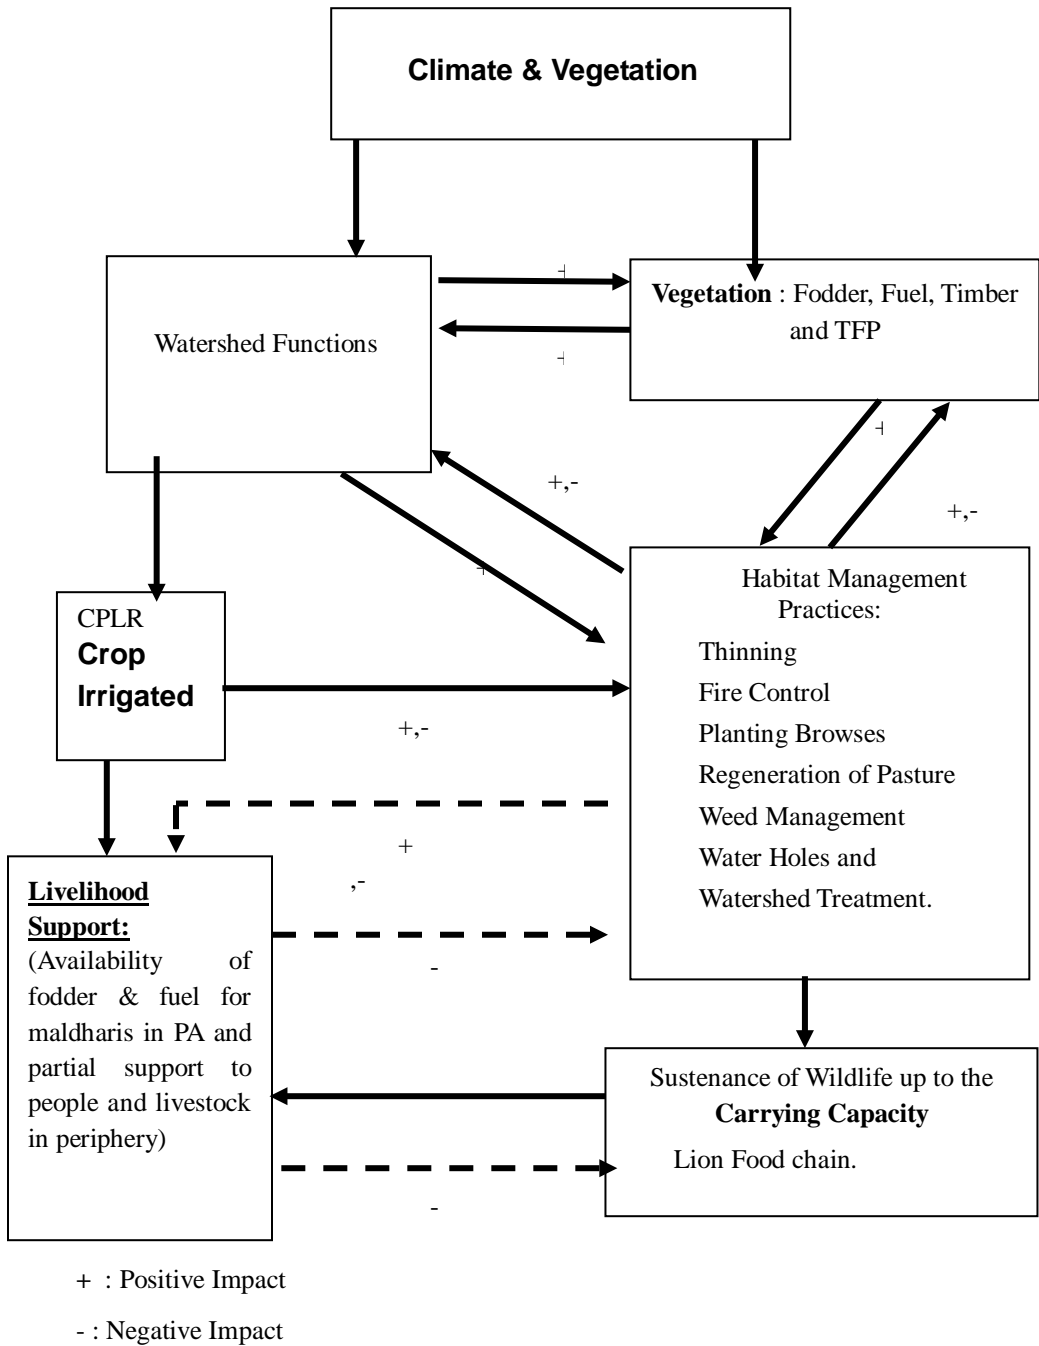 Climate & Vegetation
+
Vegetation : Fodder, Fuel, Timber
and TFP
Watershed Functions
+
+
+,-
+,-
+
Habitat Management
Practices:
Thinning
Fire Control
Planting Browses
Regeneration of Pasture
Weed Management
Water Holes and
Watershed Treatment.
CPLR
Crop
Irrigated
+,-
+
,-
-
Livelihood
Support:
(Availability of
fodder & fuel for
maldharis in PA and
partial support to
people and livestock
in periphery)
Sustenance of Wildlife up to the
Carrying Capacity
Lion Food chain.
-
+ : Positive Impact
- : Negative Impact